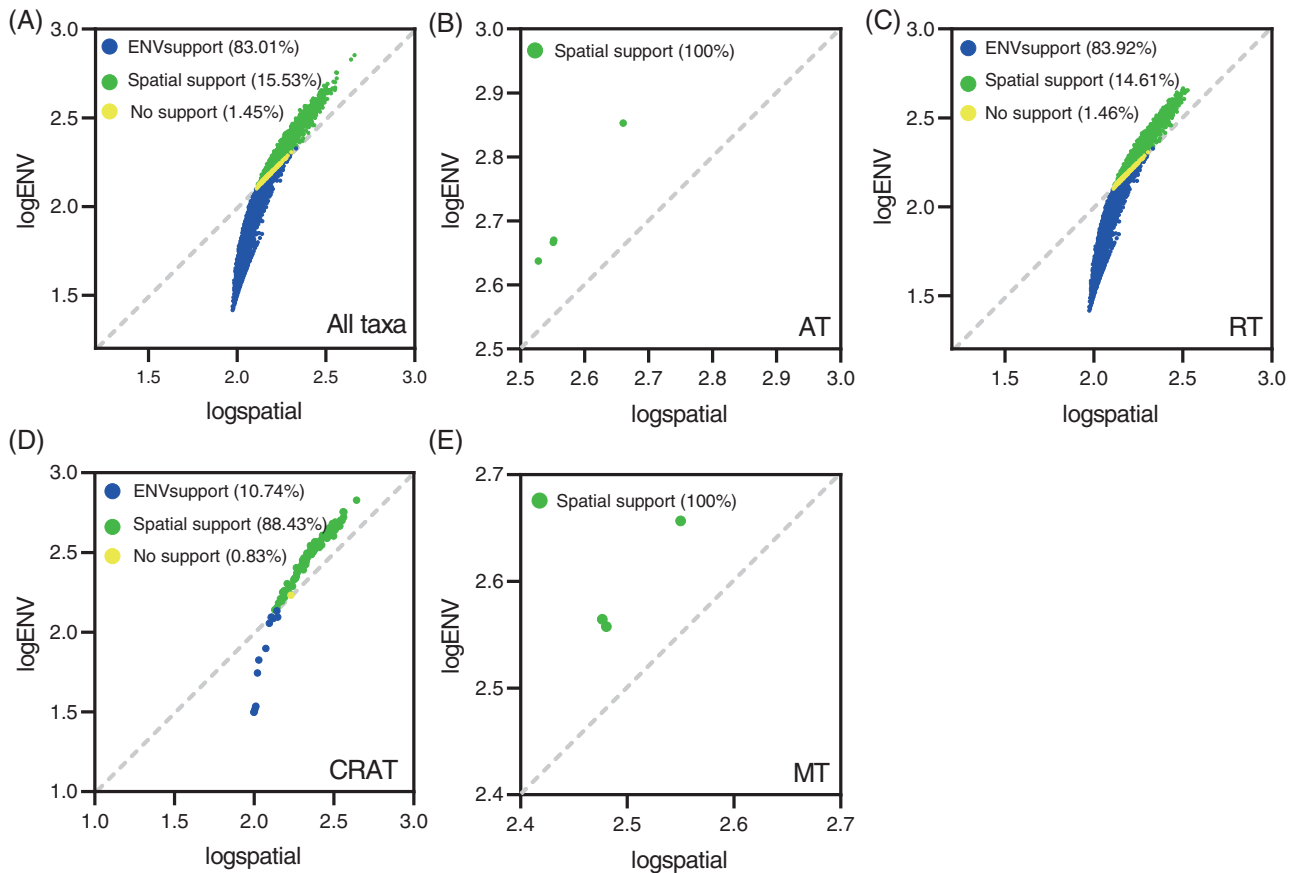 (A)
3.0
ENVsupport (83.01%)
Spatial support (15.53%)
No support (1.45%)
2.5
2.0
1.5
logENV
All taxa
1.5
2.0
2.5
3.0
logspatial
(B)
3.0
Spatial support (100%)
2.9
2.8
2.7
2.6
2.5
logENV
AT
2.5
2.6
2.7
2.8
2.9
3.0
logspatial
(C)
3.0
ENVsupport (83.92%)
Spatial support (14.61%)
No support (1.46%)
2.5
2.0
1.5
logENV
RT
1.5
2.0
2.5
3.0
logspatial
(D)
3.0
ENVsupport (10.74%)
Spatial support (88.43%)
No support (0.83%)
2.5
2.0
1.5
1.0
logENV
CRAT
1.0
1.5
2.0
2.5
3.0
logspatial
(E)
2.7
Spatial support (100%)
2.6
2.5
2.4
logENV
MT
2.4
2.5
2.6
2.7
logspatial